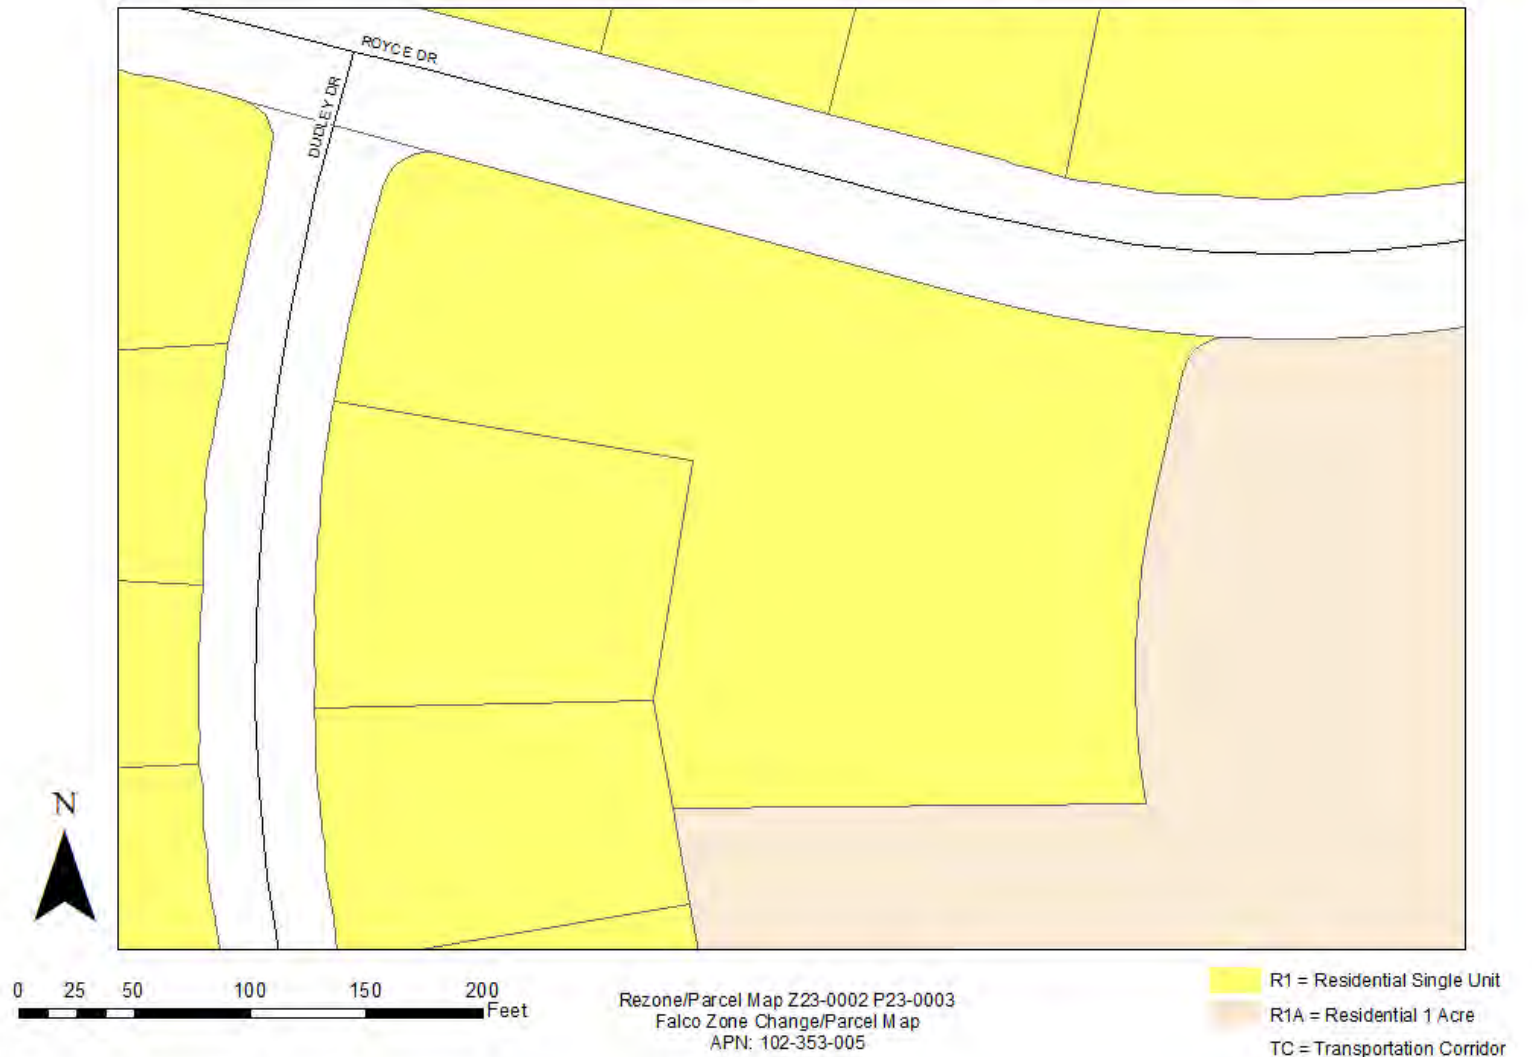 ROYCE DR
DUDLEY DR
N
0 25 50 100 150 200
Feet
Rezone/Parcel Map Z23-0002 P23-0003
Falco Zone Change/Parcel Map
APN: 102-353-005
R1 = Residential Single Unit
R1A = Residential 1 Acre
TC = Transportation Corridor